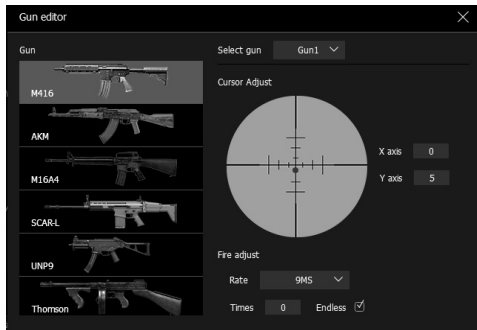 Gun editor
Gun
Select gun Gun1
M416
Cursor Adjust
AKM
X axis 0
M16A4
Y axis 5
SCAR-L
UNP9
Fire adjust
Rate 9MS
Thomson
Times 0 Endless